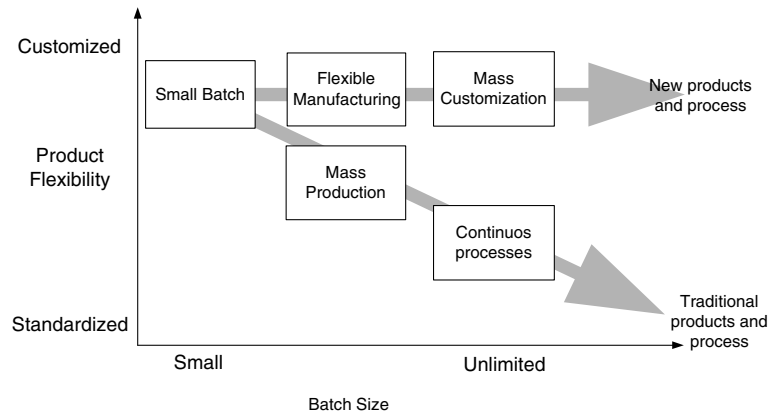 Customized
Product
Flexibility
Standardized
Small Batch
Flexible
Manufacturing
Mass
Customization
New products
and process
Mass
Production
Continuos
processes
Traditional
products and
process
Small
Unlimited
Batch Size